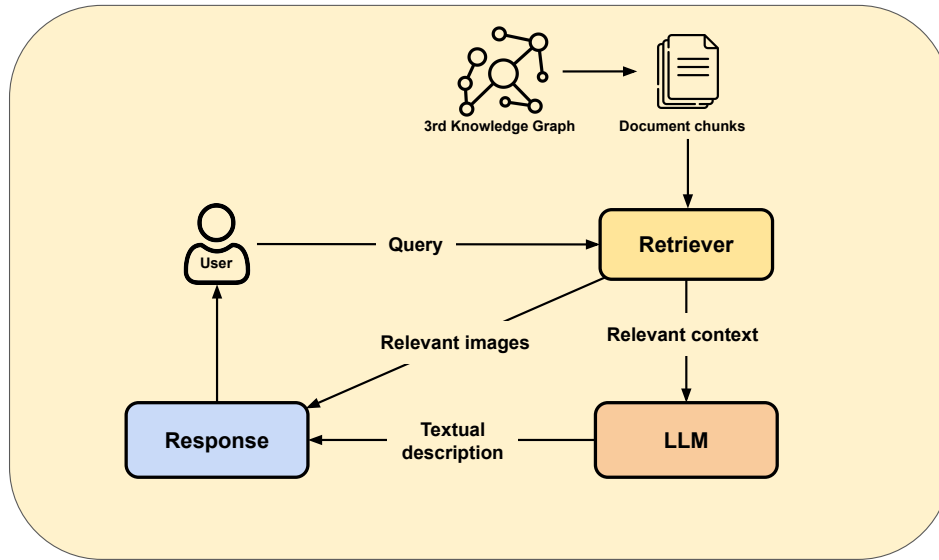 3rd Knowledge Graph
Document chunks
User
Query
Retriever
Relevant images
Relevant context
Response
Textual
description
LLM